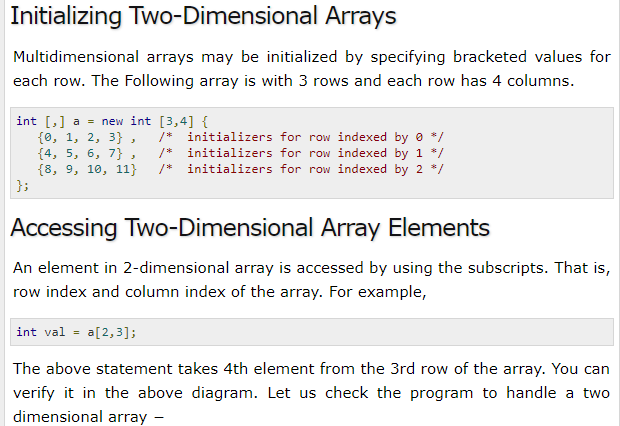 Initializing Two-Dimensional Arrays
Multidimensional arrays may be initialized by specifying bracketed values for
each row. The Following array is with 3 rows and each row has 4 columns.
int [,] a = new int [3,4] {
   {0, 1, 2, 3} ,   /*  initializers for row indexed by 0 */
   {4, 5, 6, 7} ,   /*  initializers for row indexed by 1 */
   {8, 9, 10, 11}   /*  initializers for row indexed by 2 */
};
Accessing Two-Dimensional Array Elements
An element in 2-dimensional array is accessed by using the subscripts. That is,
row index and column index of the array. For example,
int val = a[2,3];
The above statement takes 4th element from the 3rd row of the array. You can
verify it in the above diagram. Let us check the program to handle a two
dimensional array −